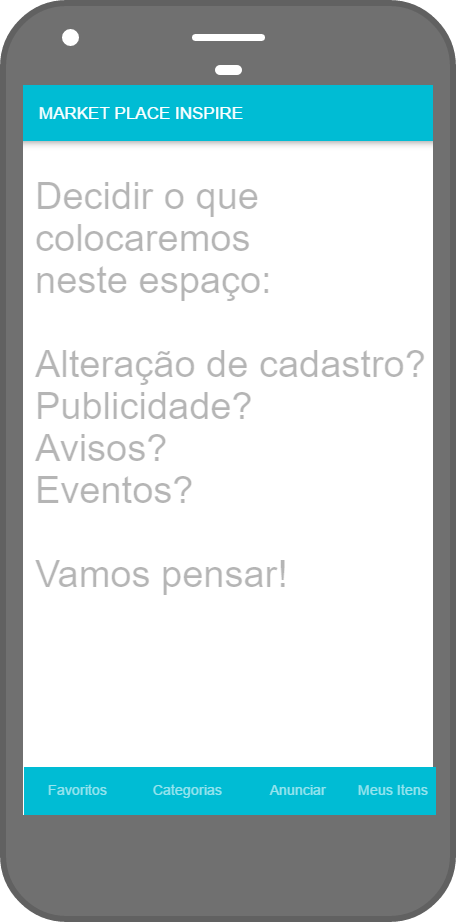 MARKET PLACE INSPIRE
Decidir o que
colocaremos
neste espaço:
Alteração de cadastro?
Publicidade?
Avisos?
Eventos?
Vamos pensar!
Favoritos Categorias Anunciar Meus Itens